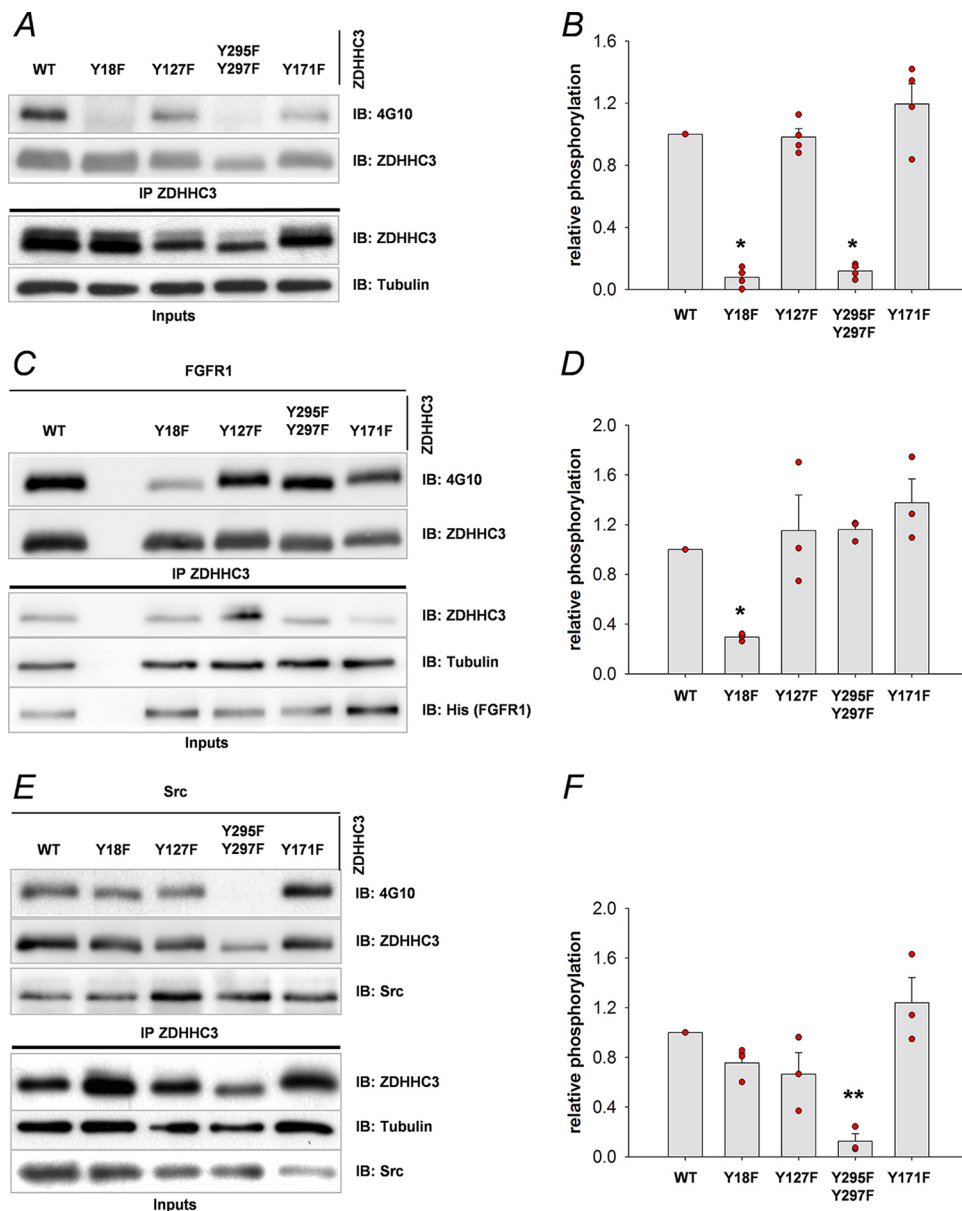 A
WT Y18F Y127F Y295F Y297F Y171F
ZDHHC3
IB: 4G10
IB: ZDHHC3
IP ZDHHC3
IB: ZDHHC3
IB: Tubulin
Inputs
B
relative phosphorylation
1.6
1.2
0.8
0.4
0.0
* *
WT Y18F Y127F Y295F Y297F Y171F
C
FGFR1
WT Y18F Y127F Y295F Y297F Y171F
ZDHHC3
IB: 4G10
IB: ZDHHC3
IP ZDHHC3
IB: ZDHHC3
IB: Tubulin
IB: His (FGFR1)
Inputs
D
relative phosphorylation
2.0
1.6
1.2
0.8
0.4
0.0
*
WT Y18F Y127F Y295F Y297F Y171F
E
Src
WT Y18F Y127F Y295F Y297F Y171F
ZDHHC3
IB: 4G10
IB: ZDHHC3
IB: Src
IP ZDHHC3
IB: ZDHHC3
IB: Tubulin
IB: Src
Inputs
F
relative phosphorylation
2.0
1.6
1.2
0.8
0.4
0.0
**
WT Y18F Y127F Y295F Y297F Y171F